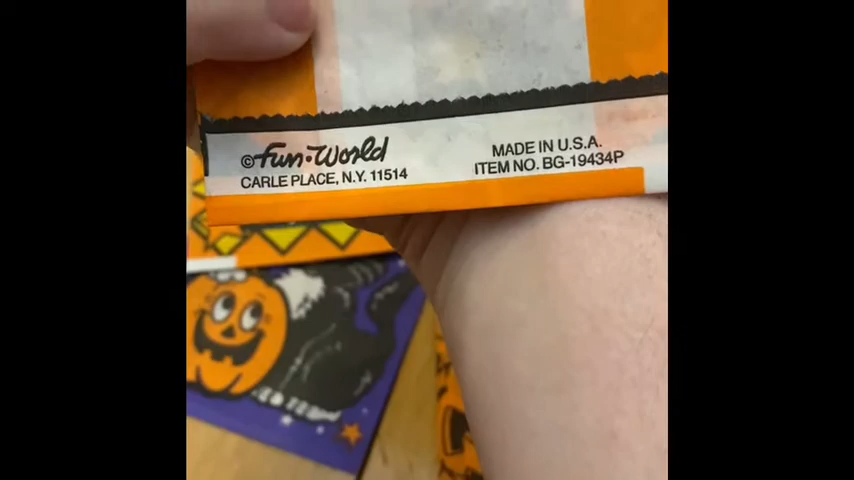 © Fun·World
CARLE PLACE, N.Y. 11514
MADE IN U.S.A.
ITEM NO. BG-19434P